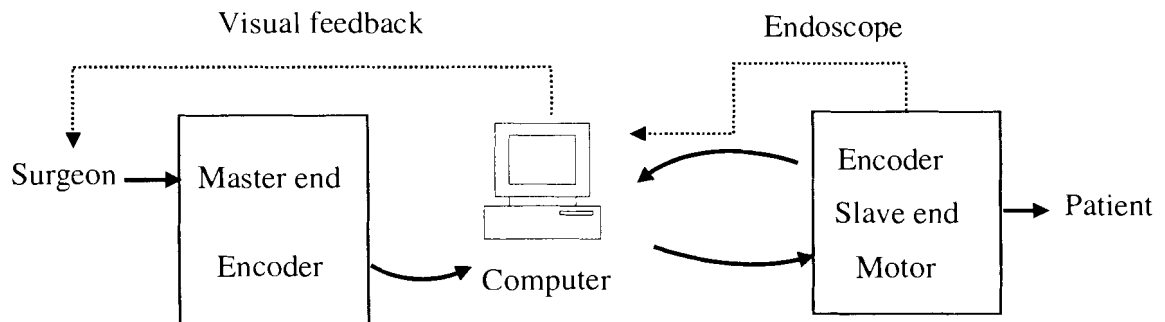 Visual feedback
Endoscope
Surgeon
Master end
Encoder
Computer
Encoder
Slave end
Motor
Patient